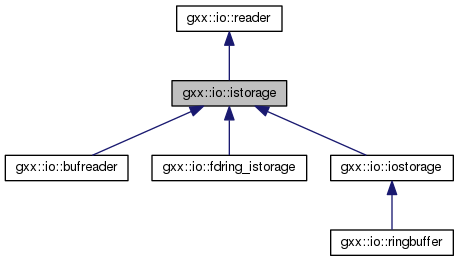 gxx::io::reader
gxx::io::istorage
gxx::io::bufreader
gxx::io::fdring_istorage
gxx::io::iostorage
gxx::io::ringbuffer